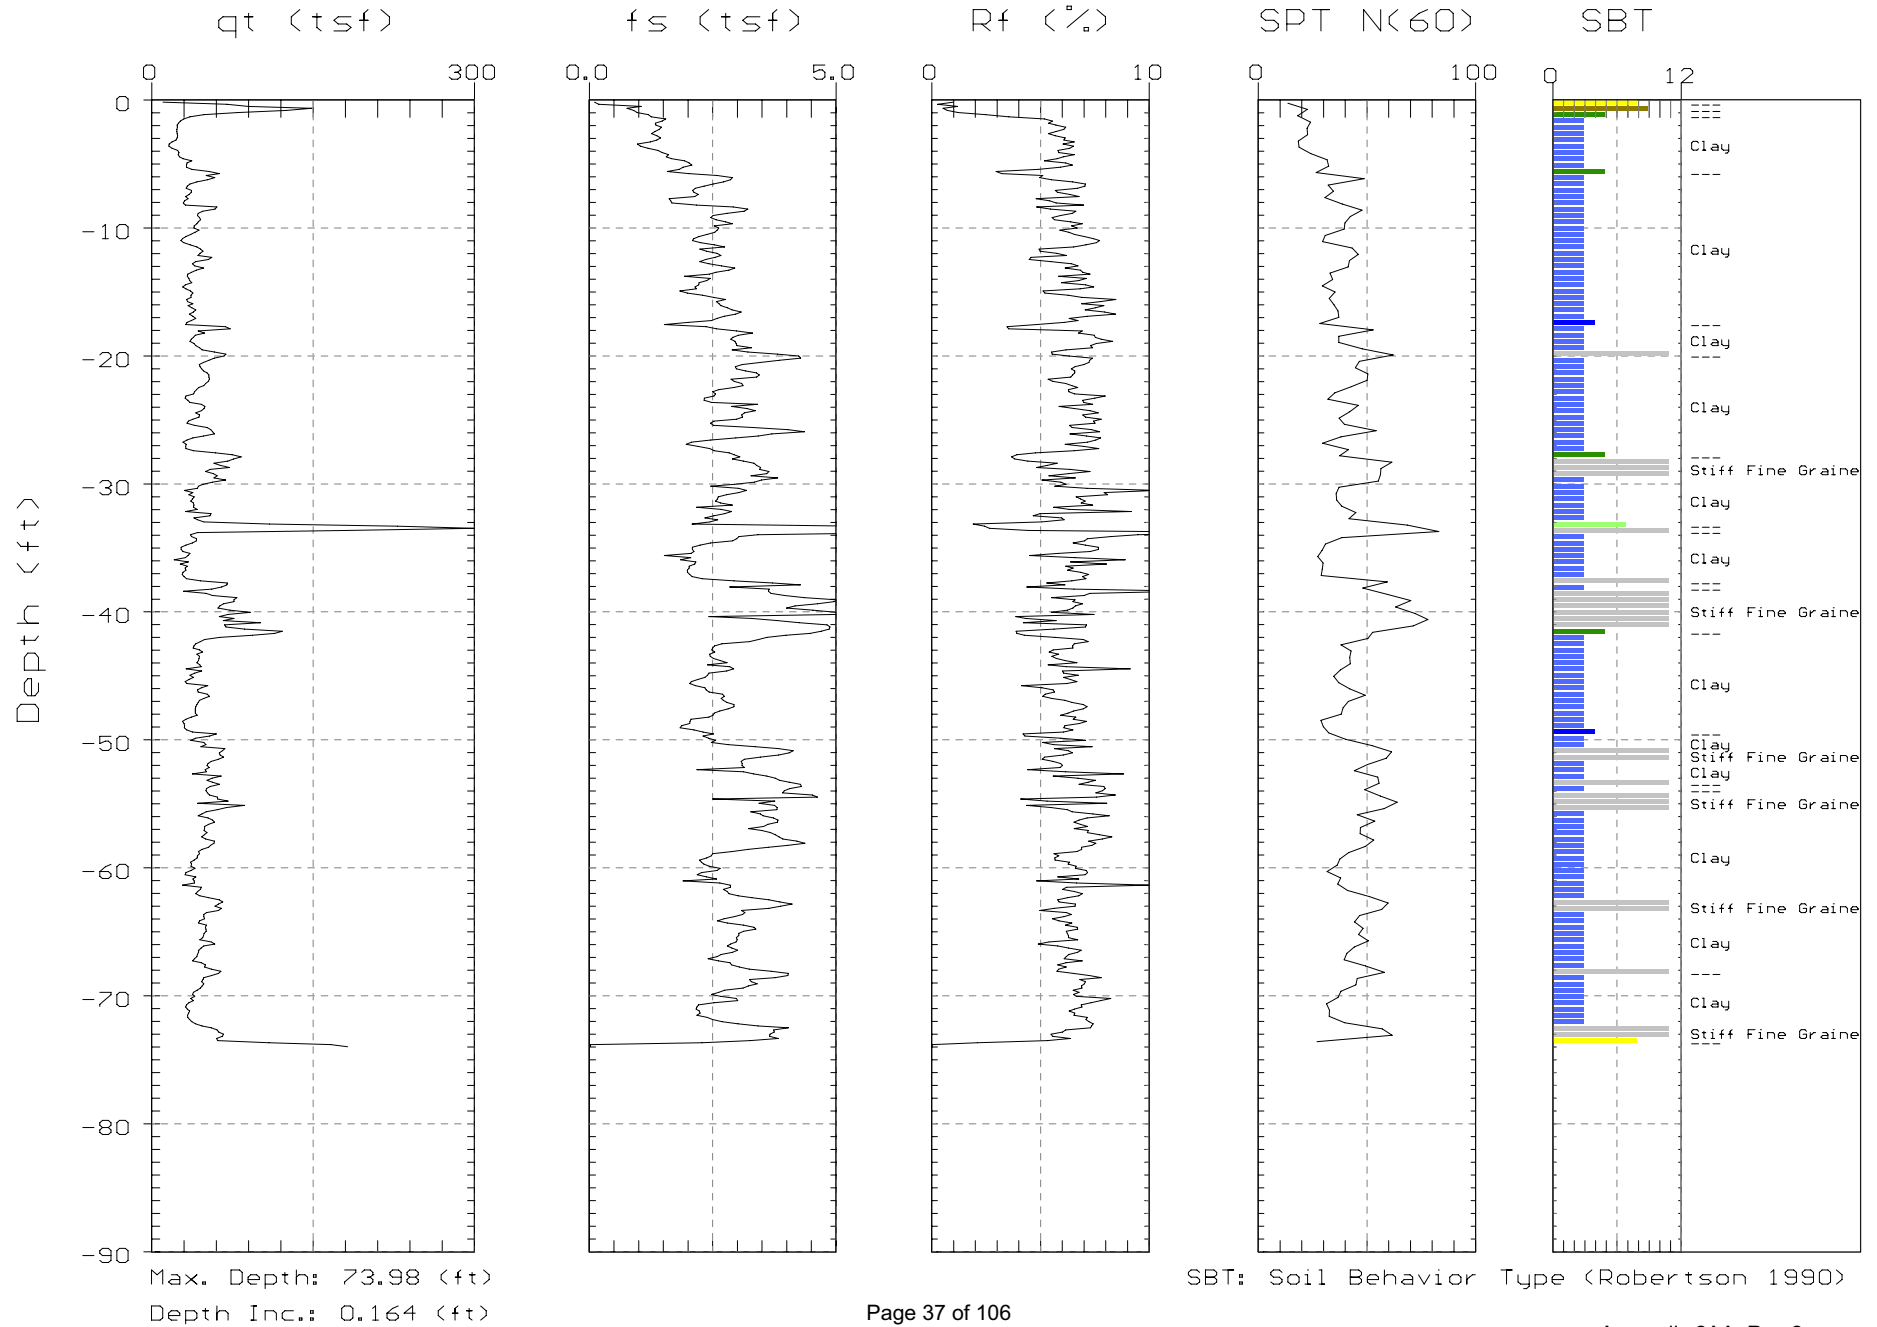 qt (tsf) fs (tsf) Rf (%) SPT N(60) SBT
0 300 0.0 5.0 0 10 0 100 0 12
0
---
---
---
Clay
---
-10
Clay
---
Clay
-20
---
Clay
---
Stiff Fine Graine
-30
Clay
---
---
Clay
---
-40
Stiff Fine Graine
---
Depth (ft)
Clay
---
-50
Clay
Stiff Fine Graine
Clay
---
---
Stiff Fine Graine
Clay
-60
Stiff Fine Graine
Clay
---
-70
Clay
Stiff Fine Graine
---
-80
-90
Max. Depth: 73.98 (ft)
SBT: Soil Behavior Type (Robertson 1990)
Depth Inc.: 0.164 (ft)
Page 37 of 106